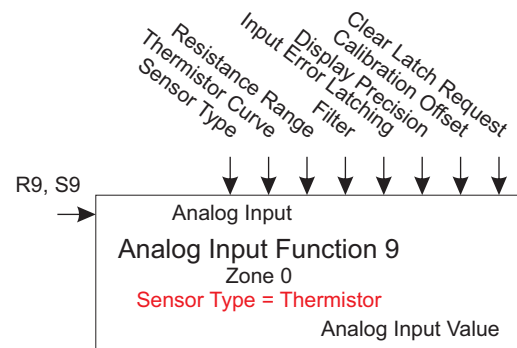 Sensor Type
Thermistor Curve
Resistance Range
Filter
Input Error Latching
Display Precision
Calibration Offset
Clear Latch Request
R9, S9
Analog Input
Analog Input Function 9
Zone 0
Sensor Type = Thermistor
Analog Input Value